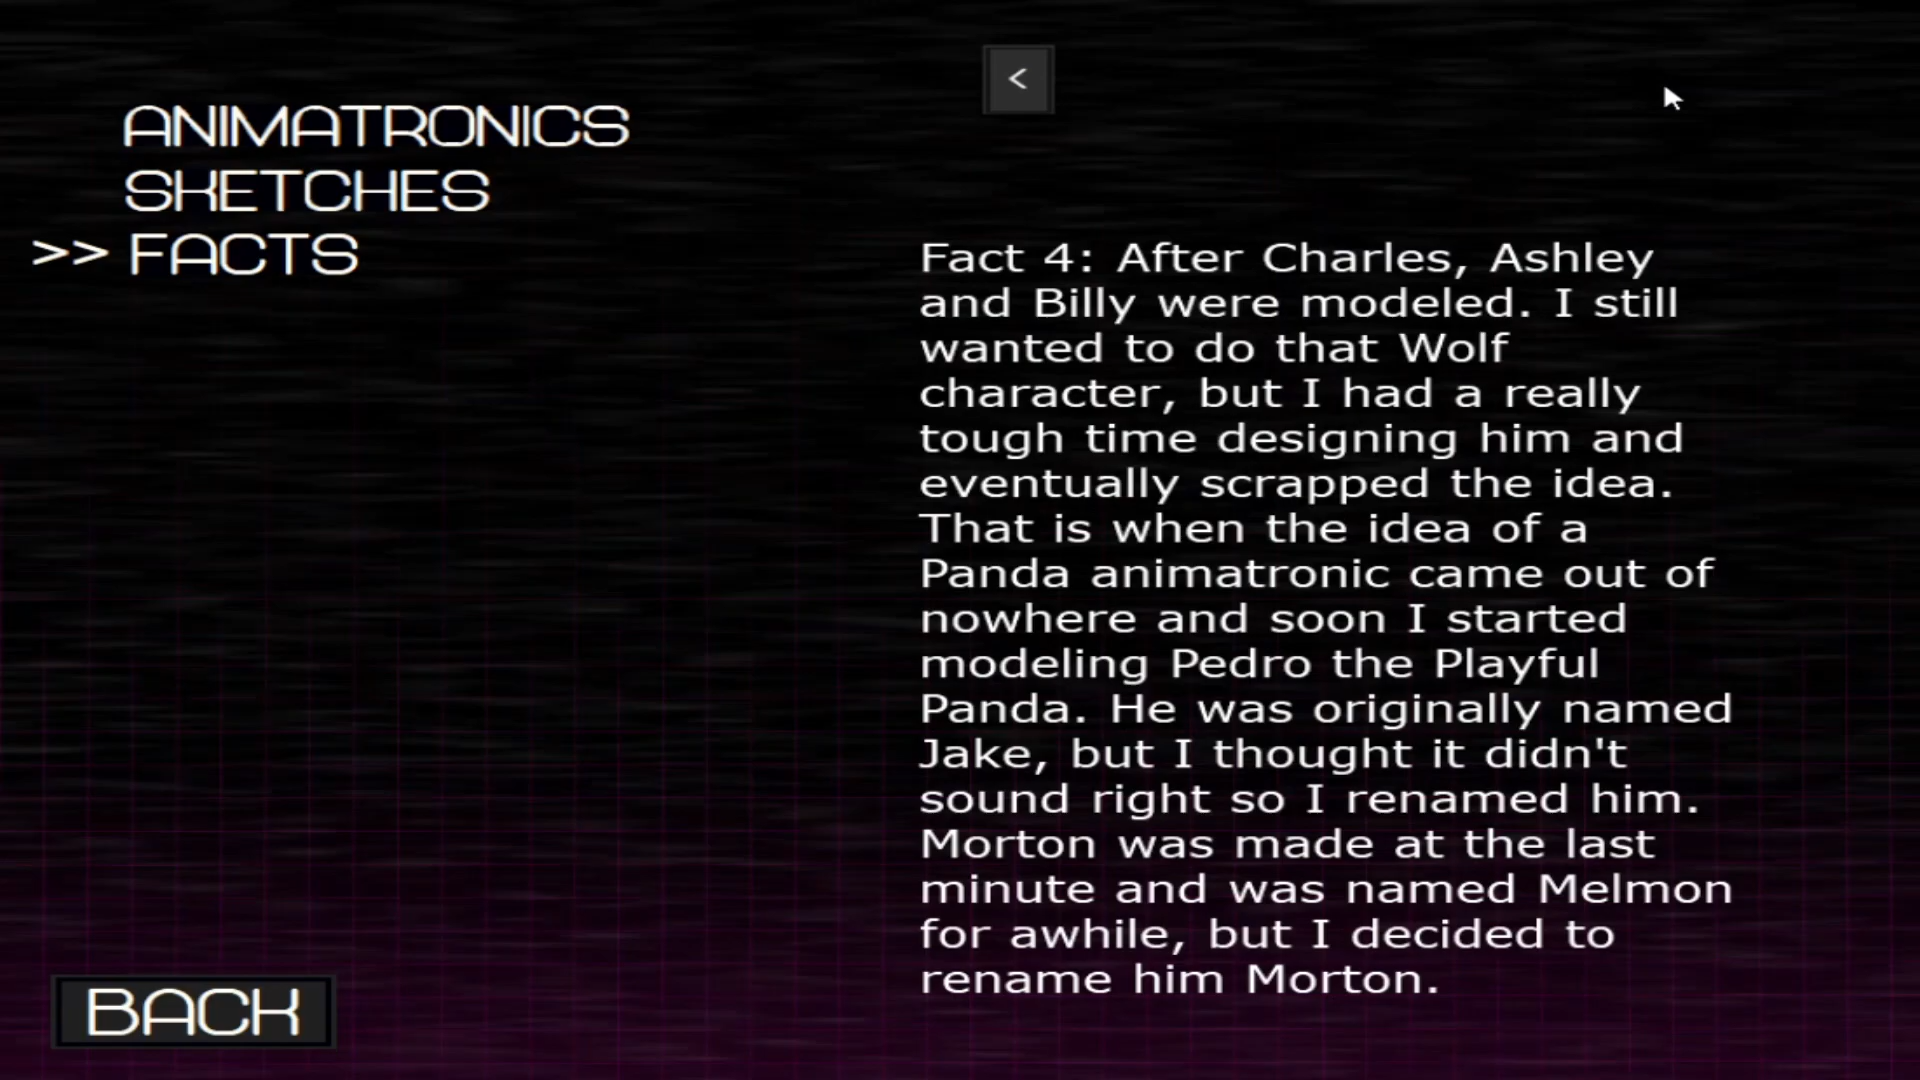 <
ANIMATRONICS
SKETCHES
>> FACTS
Fact 4: After Charles, Ashley
and Billy were modeled. I still
wanted to do that Wolf
character, but I had a really
tough time designing him and
eventually scrapped the idea.
That is when the idea of a
Panda animatronic came out of
nowhere and soon I started
modeling Pedro the Playful
Panda. He was originally named
Jake, but I thought it didn't
sound right so I renamed him.
Morton was made at the last
minute and was named Melmon
for awhile, but I decided to
rename him Morton.
BACK